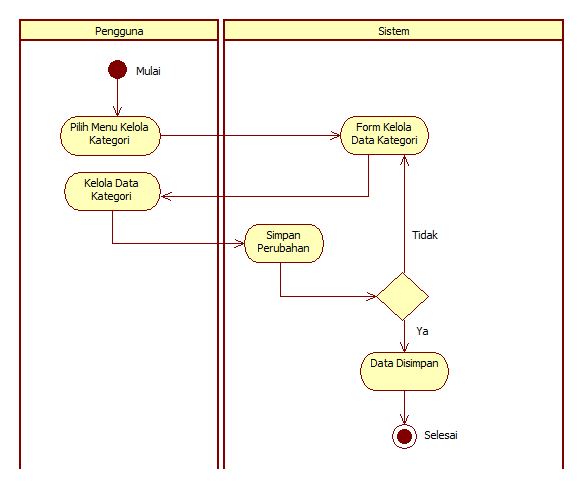 Pengguna
Sistem
Mulai
Pilih Menu Kelola
Kategori
Form Kelola
Data Kategori
Kelola Data
Kategori
Simpan
Perubahan
Tidak
Ya
Data Disimpan
Selesai